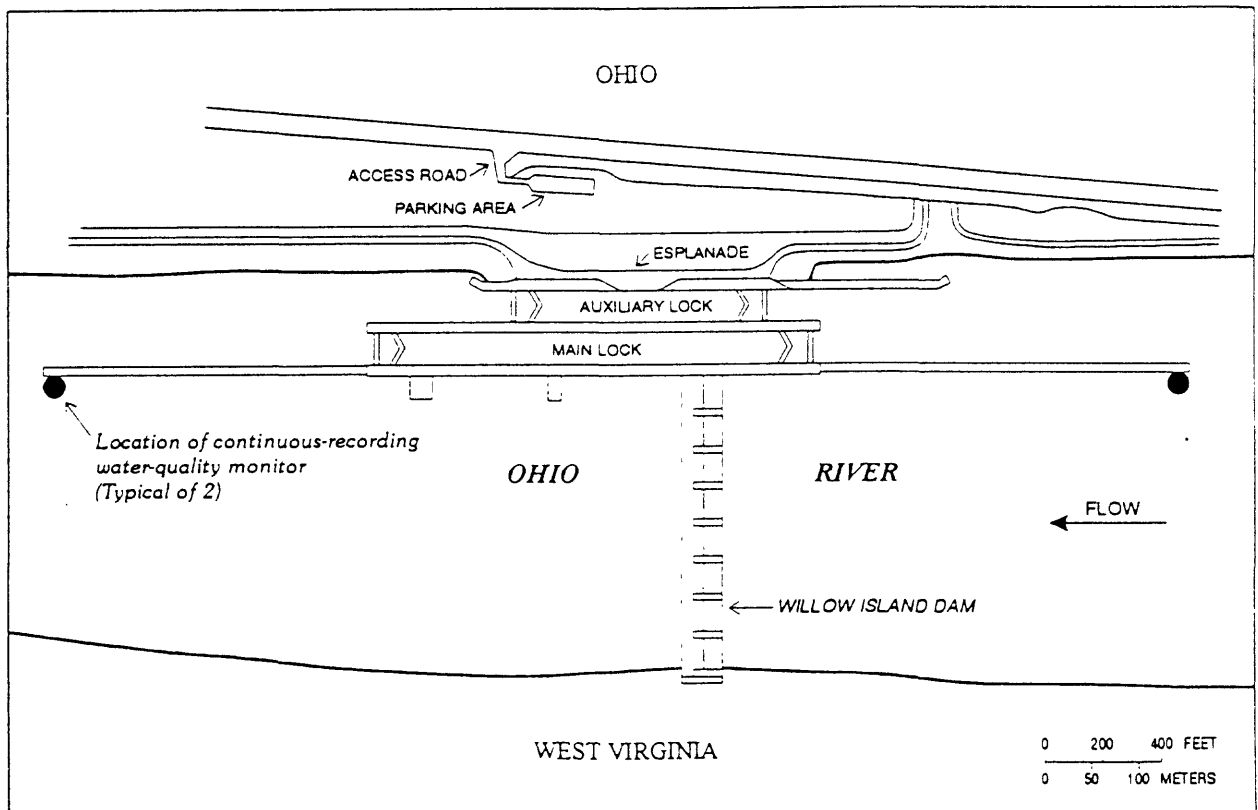 OHIO
ACCESS ROAD
PARKING AREA
ESPLANADE
AUXILIARY LOCK
MAIN LOCK
Location of continuous-recording
water-quality monitor
(Typical of 2)
OHIO RIVER
FLOW
WILLOW ISLAND DAM
WEST VIRGINIA
0 200 400 FEET
0 50 100 METERS